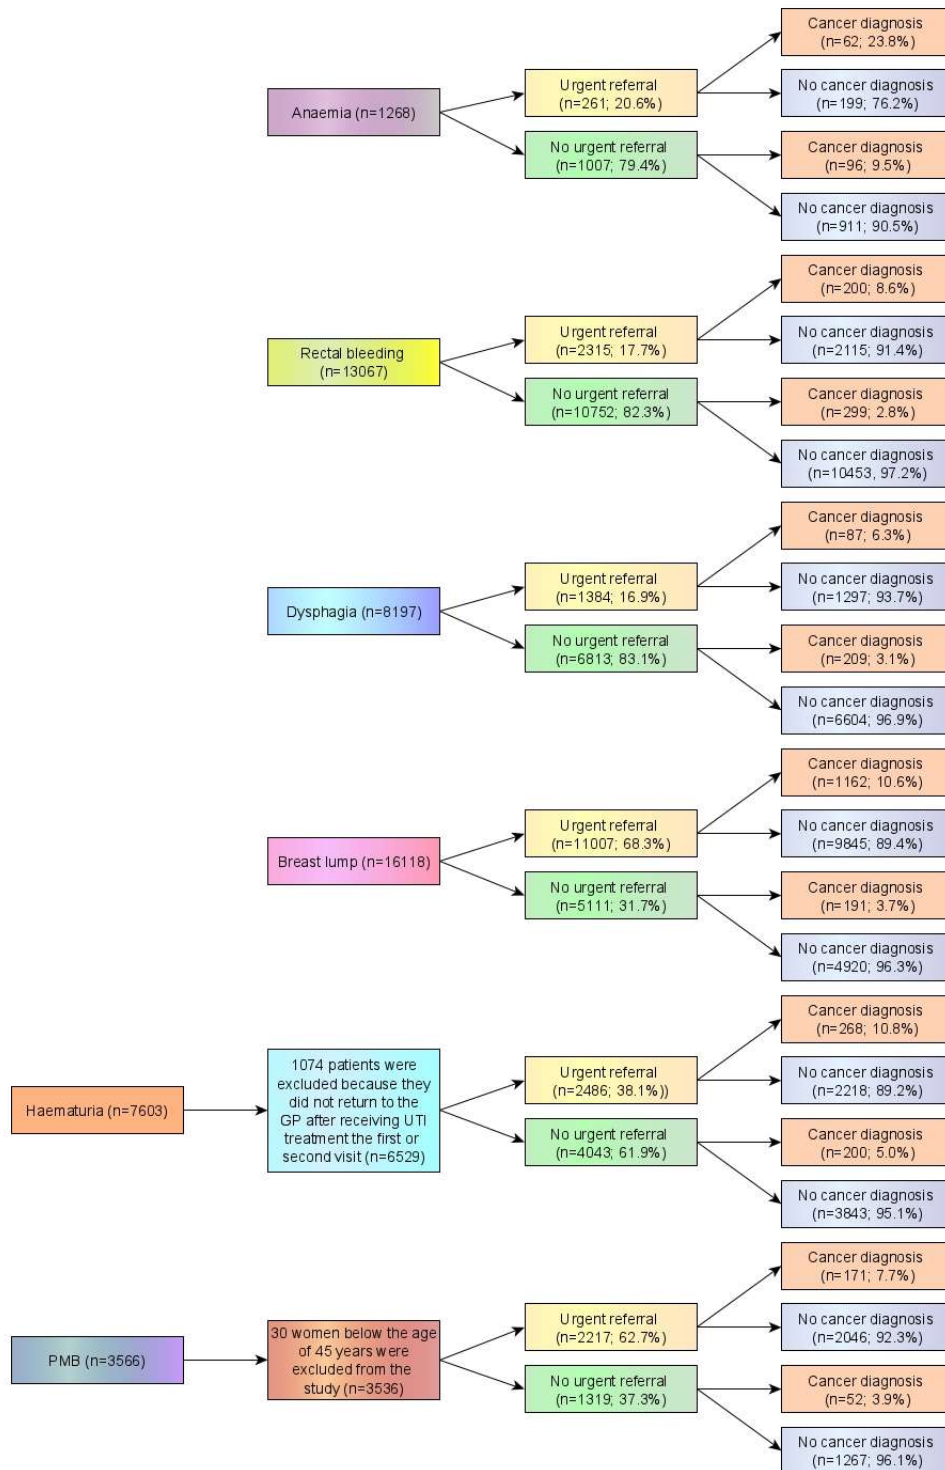 Cancer diagnosis
(n=62; 23.8%)
Urgent referral
(n=261; 20.6%)
No cancer diagnosis
(n=199; 76.2%)
Anaemia (n=1268)
No urgent referral
(n=1007; 79.4%)
Cancer diagnosis
(n=96; 9.5%)
No cancer diagnosis
(n=911; 90.5%)
Cancer diagnosis
(n=200; 8.6%)
Urgent referral
(n=2315; 17.7%)
No cancer diagnosis
(n=2115; 91.4%)
Rectal bleeding
(n=13067)
No urgent referral
(n=10752; 82.3%)
Cancer diagnosis
(n=299; 2.8%)
No cancer diagnosis
(n=10453, 97.2%)
Cancer diagnosis
(n=87; 6.3%)
Urgent referral
(n=1384; 16.9%)
No cancer diagnosis
(n=1297; 93.7%)
Dysphagia (n=8197)
No urgent referral
(n=6813; 83.1%)
Cancer diagnosis
(n=209; 3.1%)
No cancer diagnosis
(n=6604; 96.9%)
Cancer diagnosis
(n=1162; 10.6%)
Urgent referral
(n=11007; 68.3%)
No cancer diagnosis
(n=9845; 89.4%)
Breast lump (n=16118)
No urgent referral
(n=5111; 31.7%)
Cancer diagnosis
(n=191; 3.7%)
No cancer diagnosis
(n=4920; 96.3%)
Cancer diagnosis
(n=268; 10.8%)
Haematuria (n=7603)
1074 patients were
excluded because they
did not return to the
GP after receiving UTI
treatment the first or
second visit (n=6529)
Urgent referral
(n=2486; 38.1%))
No cancer diagnosis
(n=2218; 89.2%)
No urgent referral
(n=4043; 61.9%)
Cancer diagnosis
(n=200; 5.0%)
No cancer diagnosis
(n=3843; 95.1%)
Cancer diagnosis
(n=171; 7.7%)
PMB (n=3566)
30 women below the age
of 45 years were
excluded from the
study (n=3536)
Urgent referral
(n=2217; 62.7%)
No cancer diagnosis
(n=2046; 92.3%)
No urgent referral
(n=1319; 37.3%)
Cancer diagnosis
(n=52; 3.9%)
No cancer diagnosis
(n=1267; 96.1%)